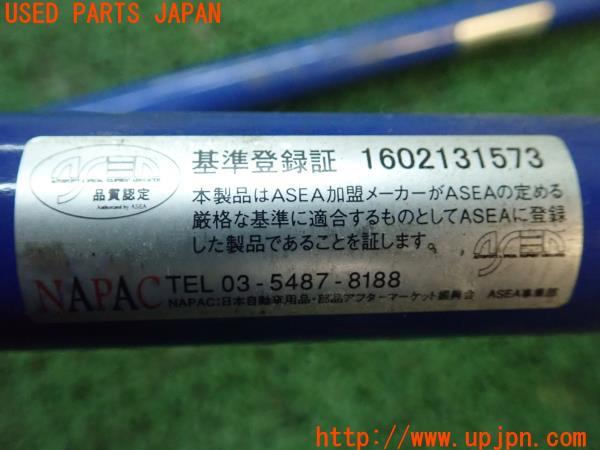 USED PARTS JAPAN
ASEA
品質認定
Authorized by ASEA
基準登録証 1602131573
本製品はASEA加盟メーカーがASEAの定める
厳格な基準に適合するものとしてASEAに登録
した製品であることを証します。
ASEA
NAPAC TEL 03-5487-8188
NAPAC:日本自動車用品・部品アフターマーケット振興会 ASEA事業部
http://www.upjpn.com/